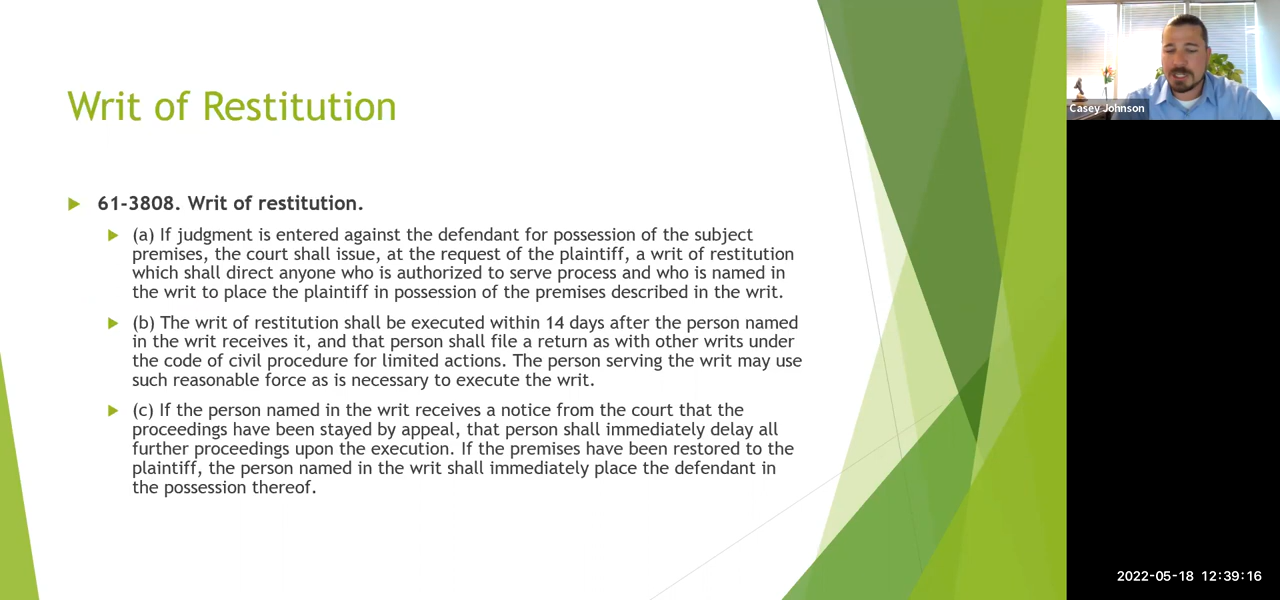 Writ of Restitution
61-3808. Writ of restitution.
(a) If judgment is entered against the defendant for possession of the subject
premises, the court shall issue, at the request of the plaintiff, a writ of restitution
which shall direct anyone who is authorized to serve process and who is named in
the writ to place the plaintiff in possession of the premises described in the writ.
(b) The writ of restitution shall be executed within 14 days after the person named
in the writ receives it, and that person shall file a return as with other writs under
the code of civil procedure for limited actions. The person serving the writ may use
such reasonable force as is necessary to execute the writ.
(c) If the person named in the writ receives a notice from the court that the
proceedings have been stayed by appeal, that person shall immediately delay all
further proceedings upon the execution. If the premises have been restored to the
plaintiff, the person named in the writ shall immediately place the defendant in
the possession thereof.
Casey Johnson
2022-05-18 12:39:16